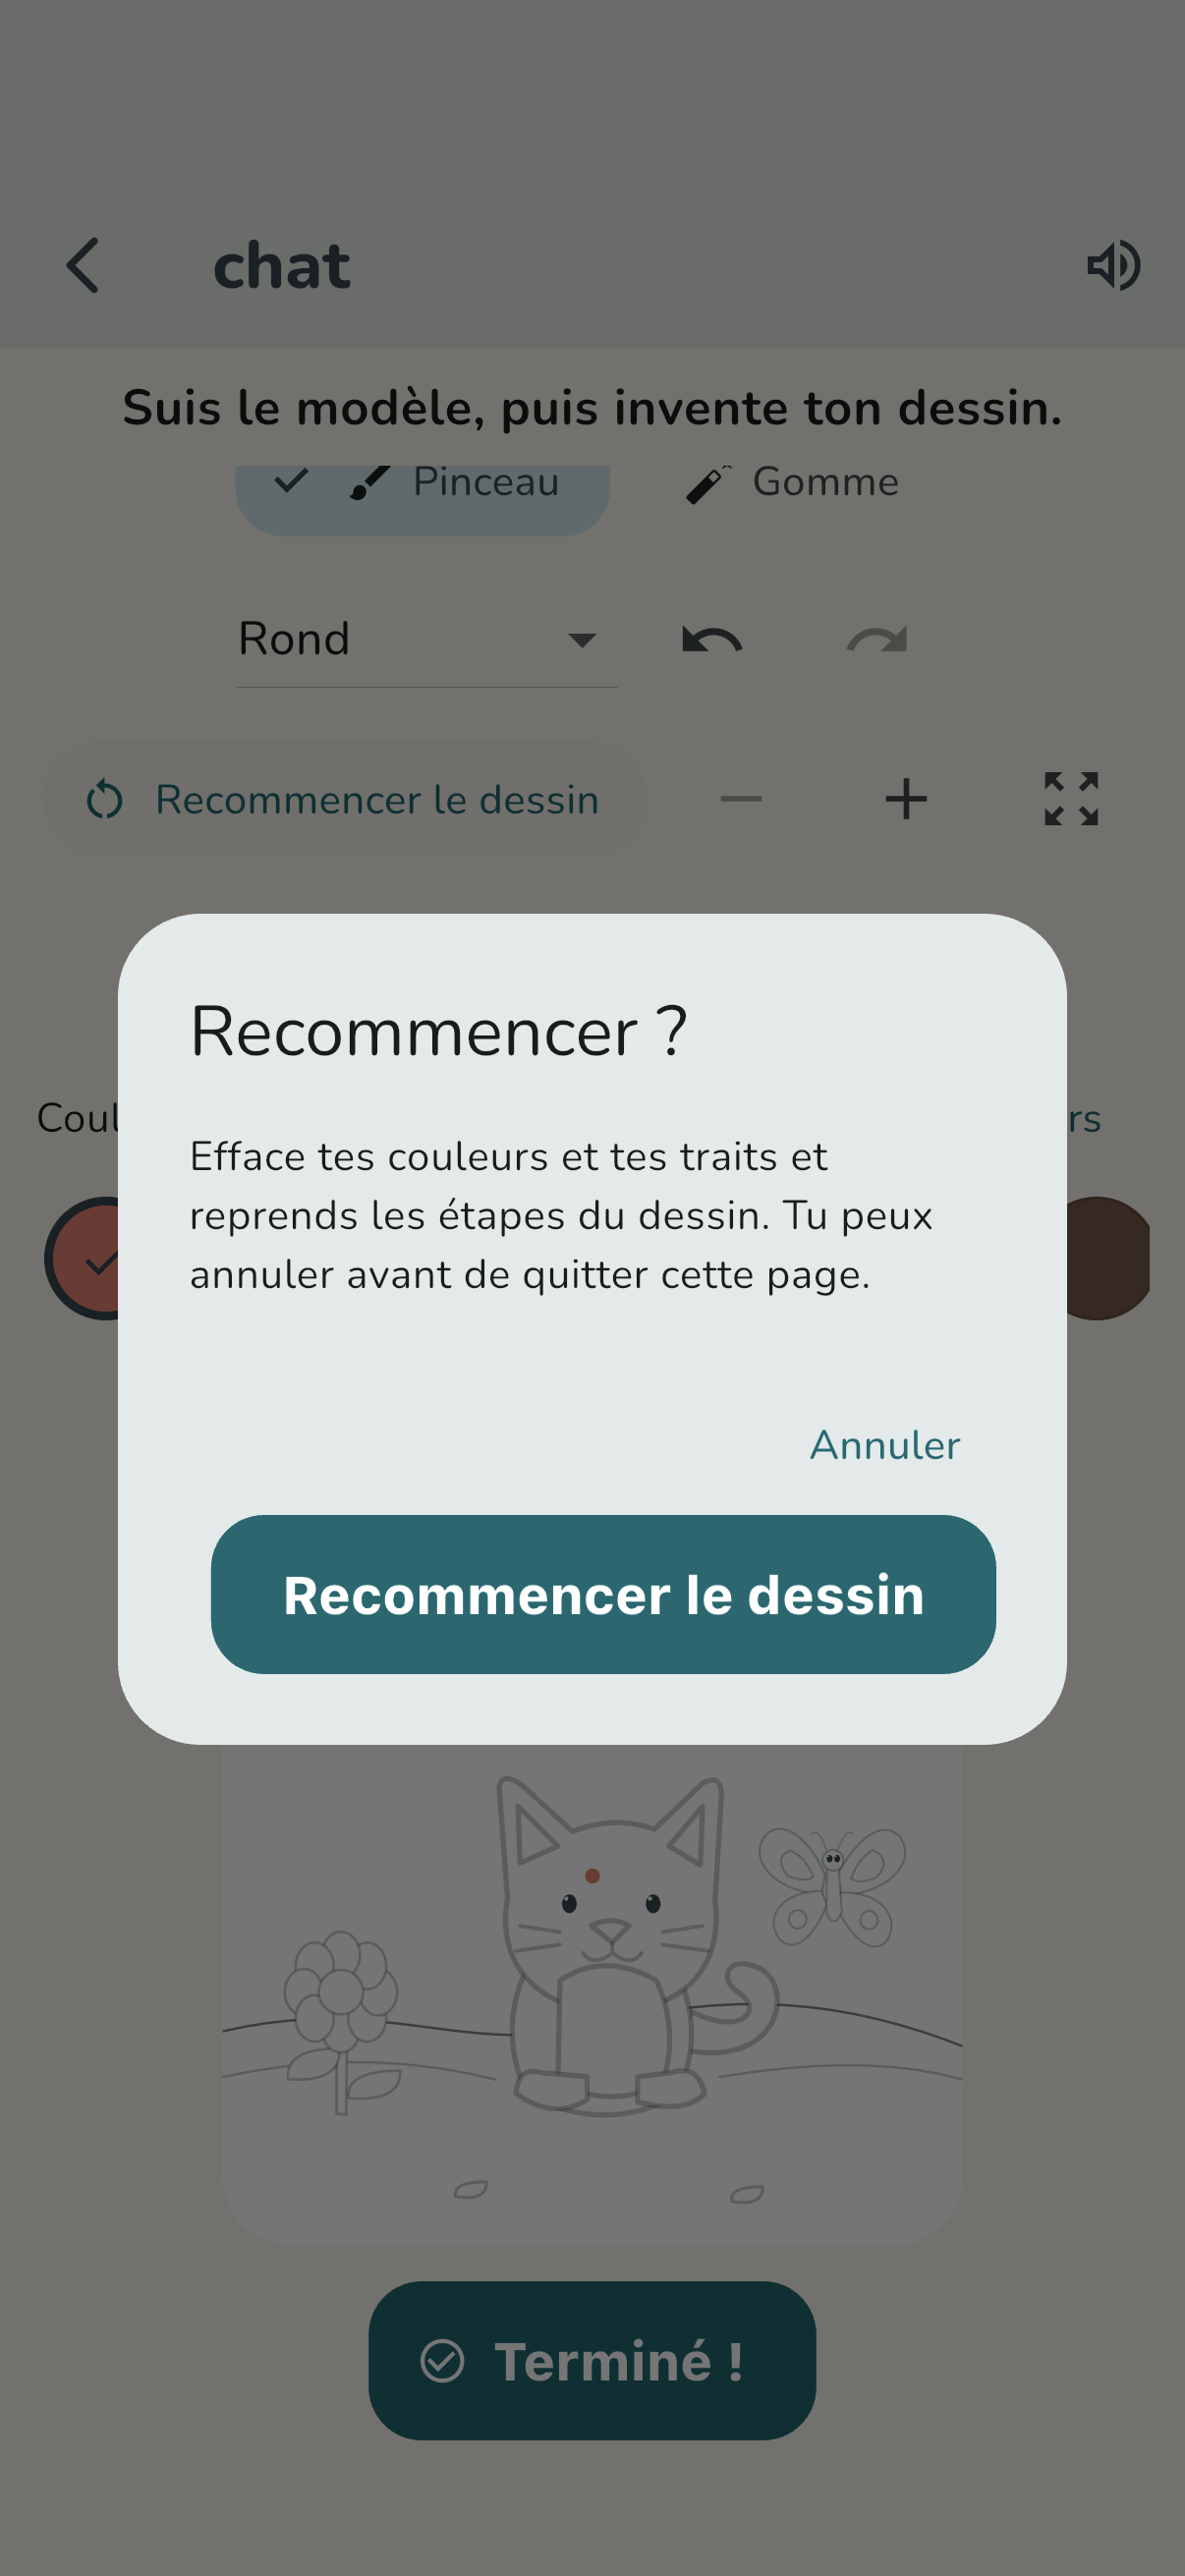 chat
Suis le modèle, puis invente ton dessin.
Pinceau Gomme
Rond
Recommencer le dessin
Recommencer ?
Efface tes couleurs et tes traits et
reprends les étapes du dessin. Tu peux
annuler avant de quitter cette page.
Annuler
Recommencer le dessin
Terminé !